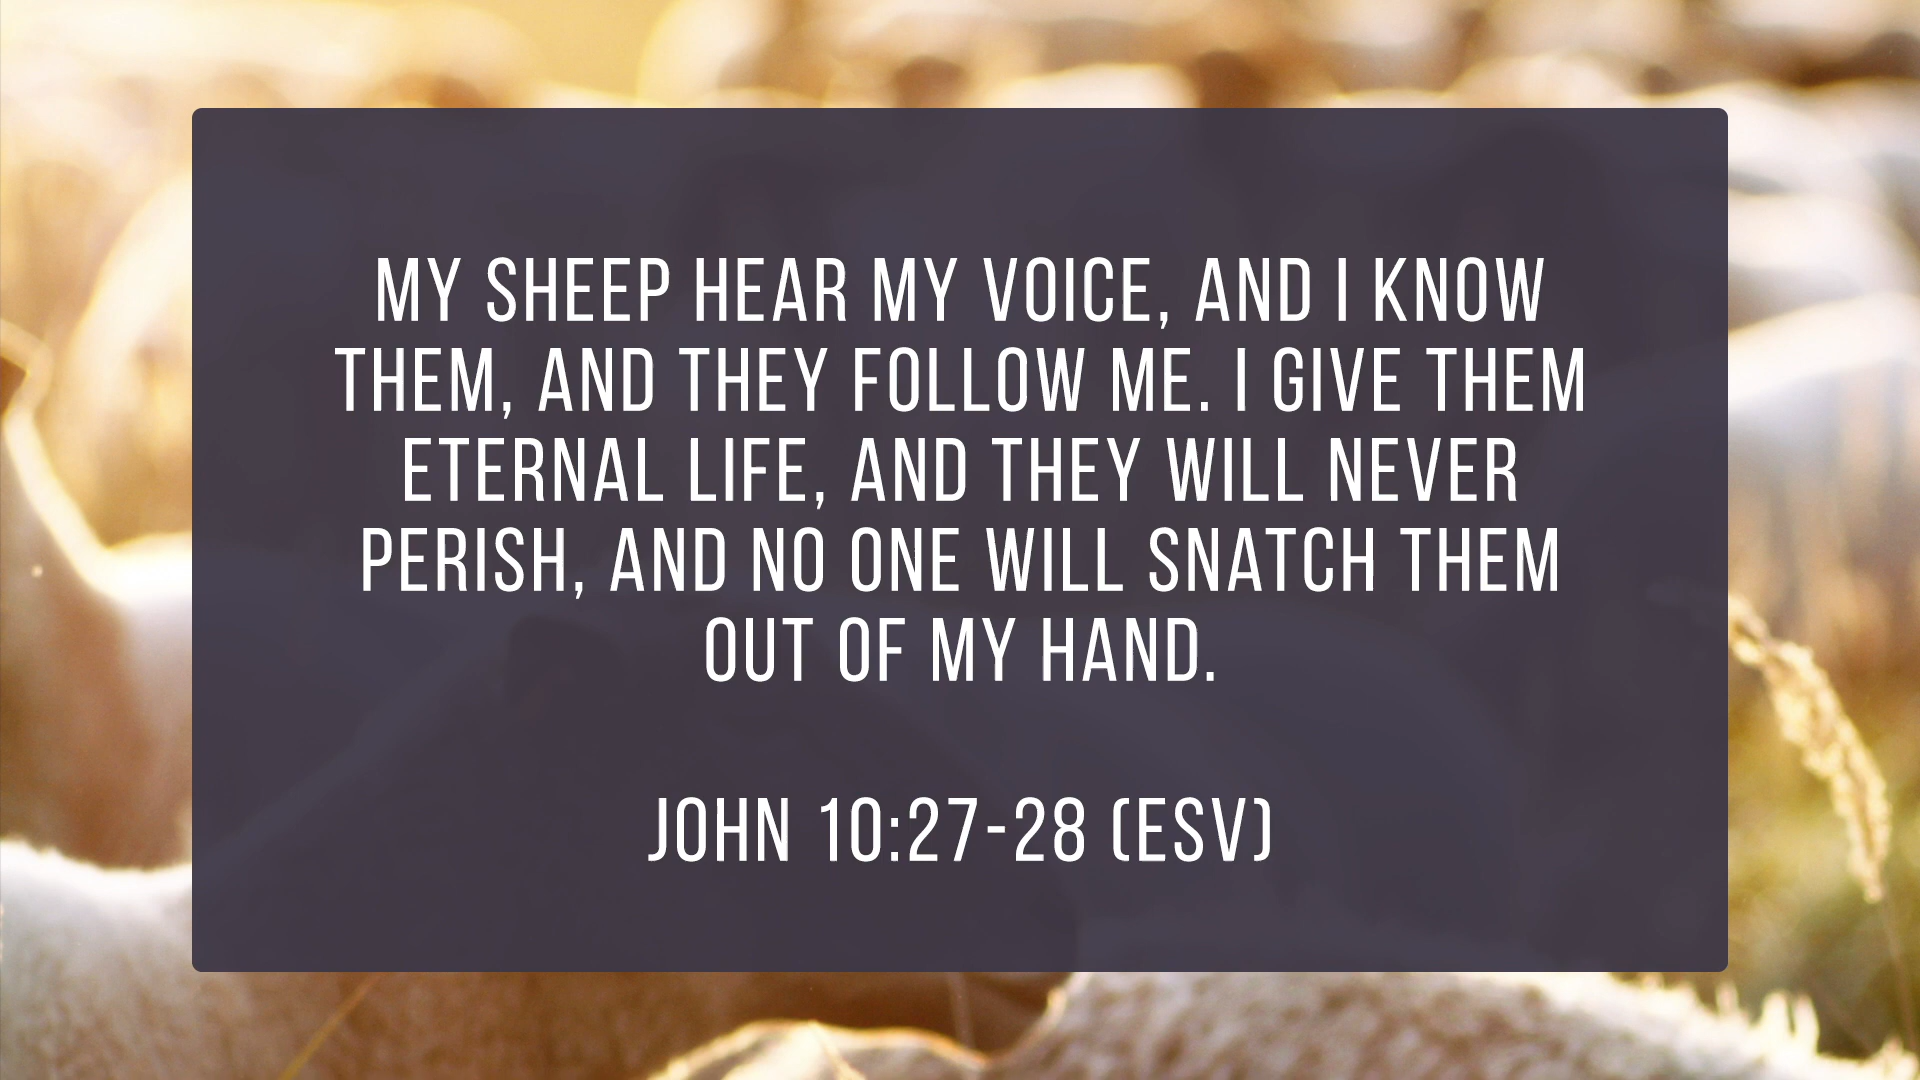 MY SHEEP HEAR MY VOICE, AND I KNOW
THEM, AND THEY FOLLOW ME. I GIVE THEM
ETERNAL LIFE, AND THEY WILL NEVER
PERISH, AND NO ONE WILL SNATCH THEM
OUT OF MY HAND.
JOHN 10:27-28 (ESV)